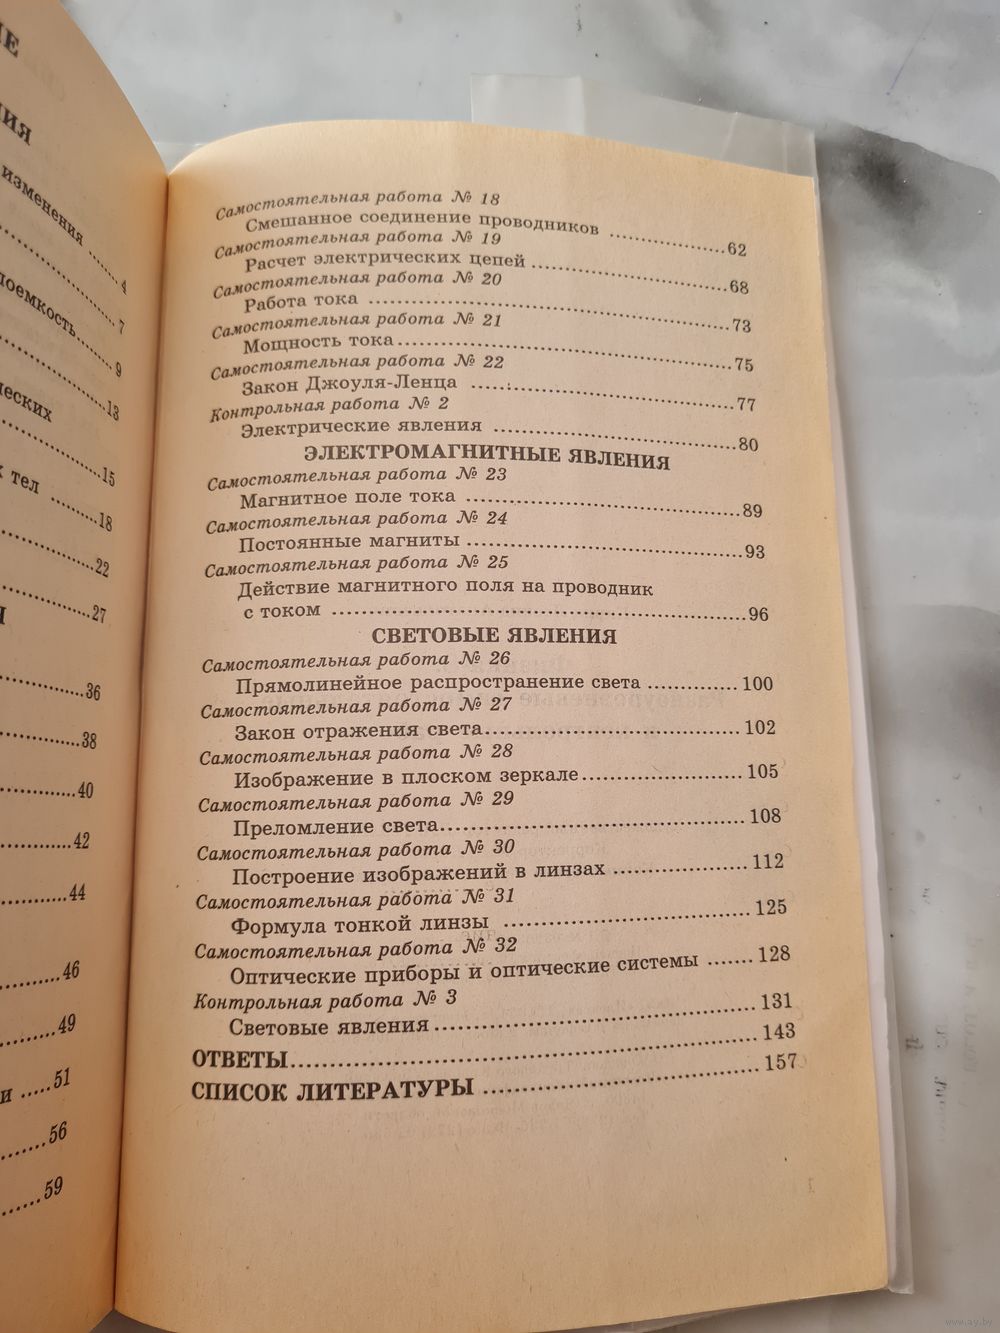 ИЕ
ИЯ
изменения
........4
........7
лоемкость........9
........13
ческих
........15
х тел ........18
........22
........27
........36
........38
........40
........42
........44
........46
........49
и .....51
........56
........59
Самостоятельная работа № 18
Смешанное соединение проводников ........62
Самостоятельная работа № 19
Расчет электрических цепей ........68
Самостоятельная работа № 20
Работа тока ........73
Самостоятельная работа № 21
Мощность тока........75
Самостоятельная работа № 22
Закон Джоуля-Ленца ........77
Контрольная работа № 2
Электрические явления ........80
ЭЛЕКТРОМАГНИТНЫЕ ЯВЛЕНИЯ
Самостоятельная работа № 23
Магнитное поле тока ........89
Самостоятельная работа № 24
Постоянные магниты ........93
Самостоятельная работа № 25
Действие магнитного поля на проводник
с током ........96
СВЕТОВЫЕ ЯВЛЕНИЯ
Самостоятельная работа № 26
Прямолинейное распространение света ........100
Самостоятельная работа № 27
Закон отражения света........102
Самостоятельная работа № 28
Изображение в плоском зеркале........105
Самостоятельная работа № 29
Преломление света........108
Самостоятельная работа № 30
Построение изображений в линзах ........112
Самостоятельная работа № 31
Формула тонкой линзы ........125
Самостоятельная работа № 32
Оптические приборы и оптические системы .......128
Контрольная работа № 3
Световые явления........131
ОТВЕТЫ........143
СПИСОК ЛИТЕРАТУРЫ ........157
www.ay.by